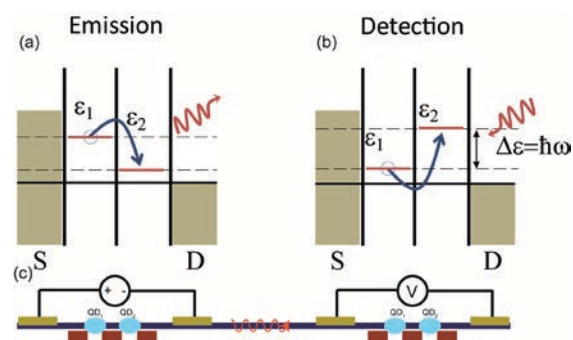 Emission
Detection
(a)
(b)
ε1
ε2
ε1
ε2
Δε=ħω
S
D
S
D
(c)
+ -
V
QD1
QD2
QD1
QD2